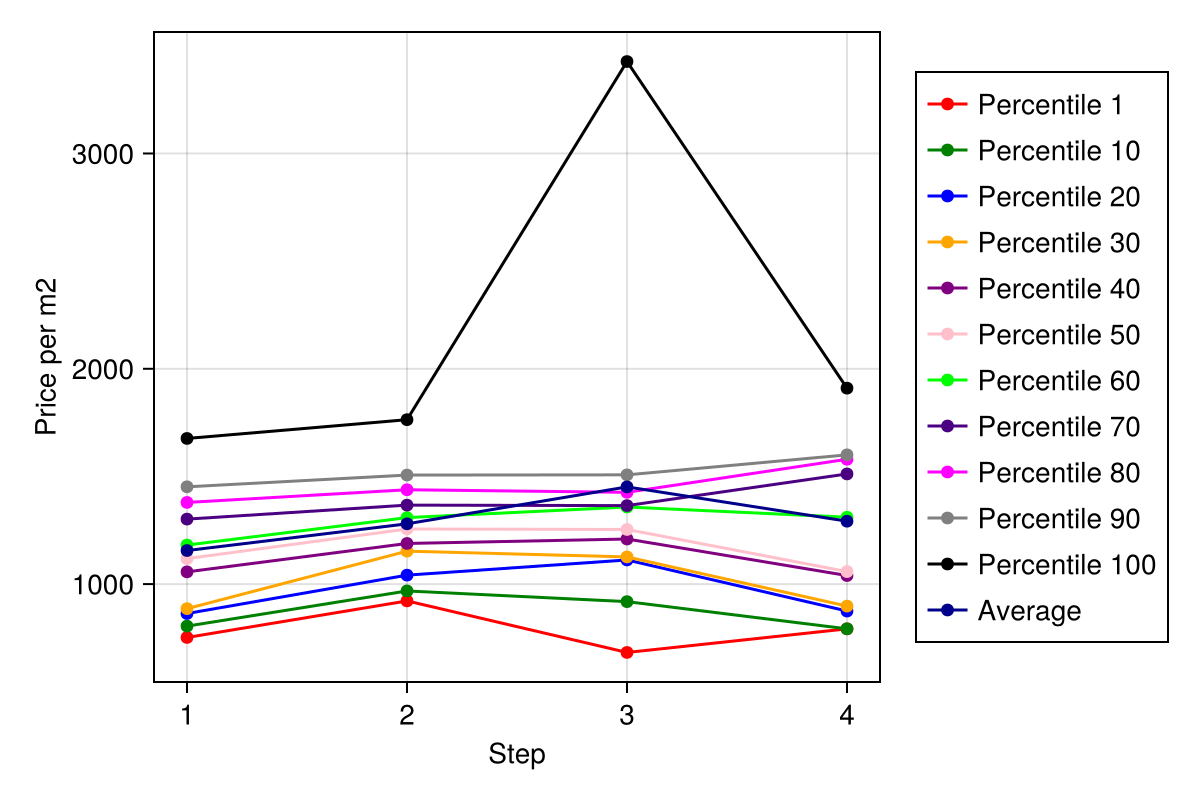 3000
2000
1000
Price per m2
1 2 3 4
Step
Percentile 1
Percentile 10
Percentile 20
Percentile 30
Percentile 40
Percentile 50
Percentile 60
Percentile 70
Percentile 80
Percentile 90
Percentile 100
Average